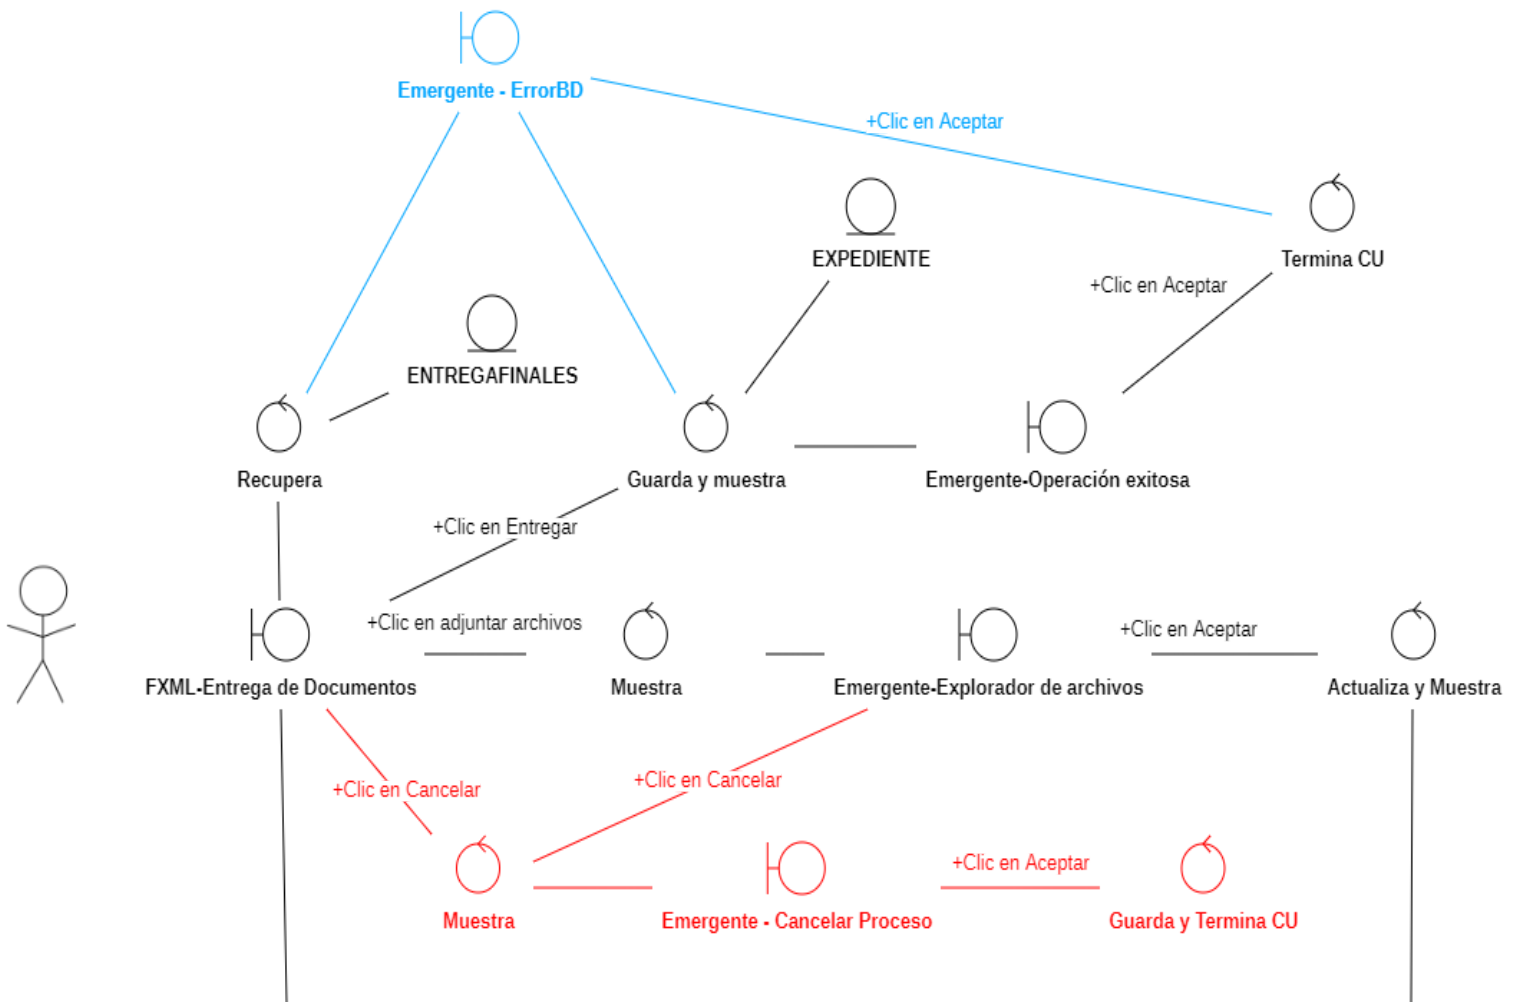 Emergente - ErrorBD
+Clic en Aceptar
EXPEDIENTE
Termina CU
+Clic en Aceptar
ENTREGAFINALES
Recupera
Guarda y muestra
Emergente-Operación exitosa
+Clic en Entregar
+Clic en adjuntar archivos
+Clic en Aceptar
FXML-Entrega de Documentos
Muestra
Emergente-Explorador de archivos
Actualiza y Muestra
+Clic en Cancelar
+Clic en Cancelar
+Clic en Aceptar
Muestra
Emergente - Cancelar Proceso
Guarda y Termina CU